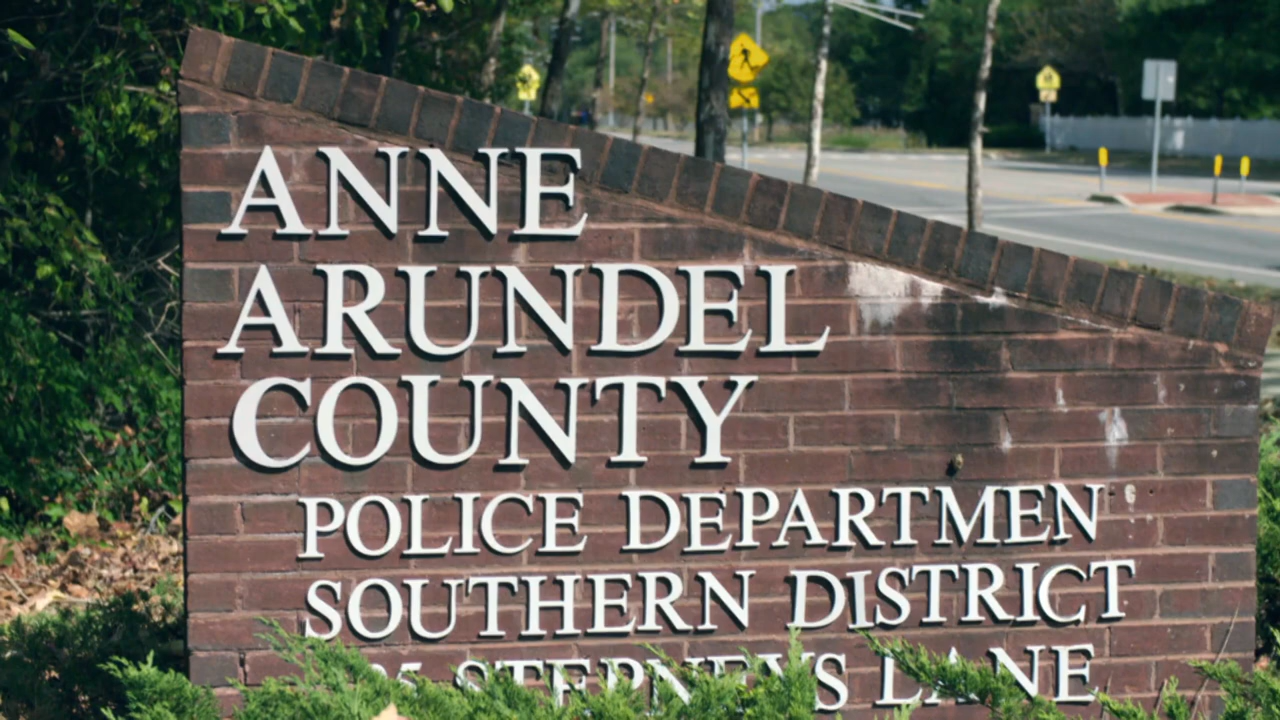 ANNE
ARUNDEL
COUNTY
POLICE DEPARTMEN
SOUTHERN DISTRICT
LANE